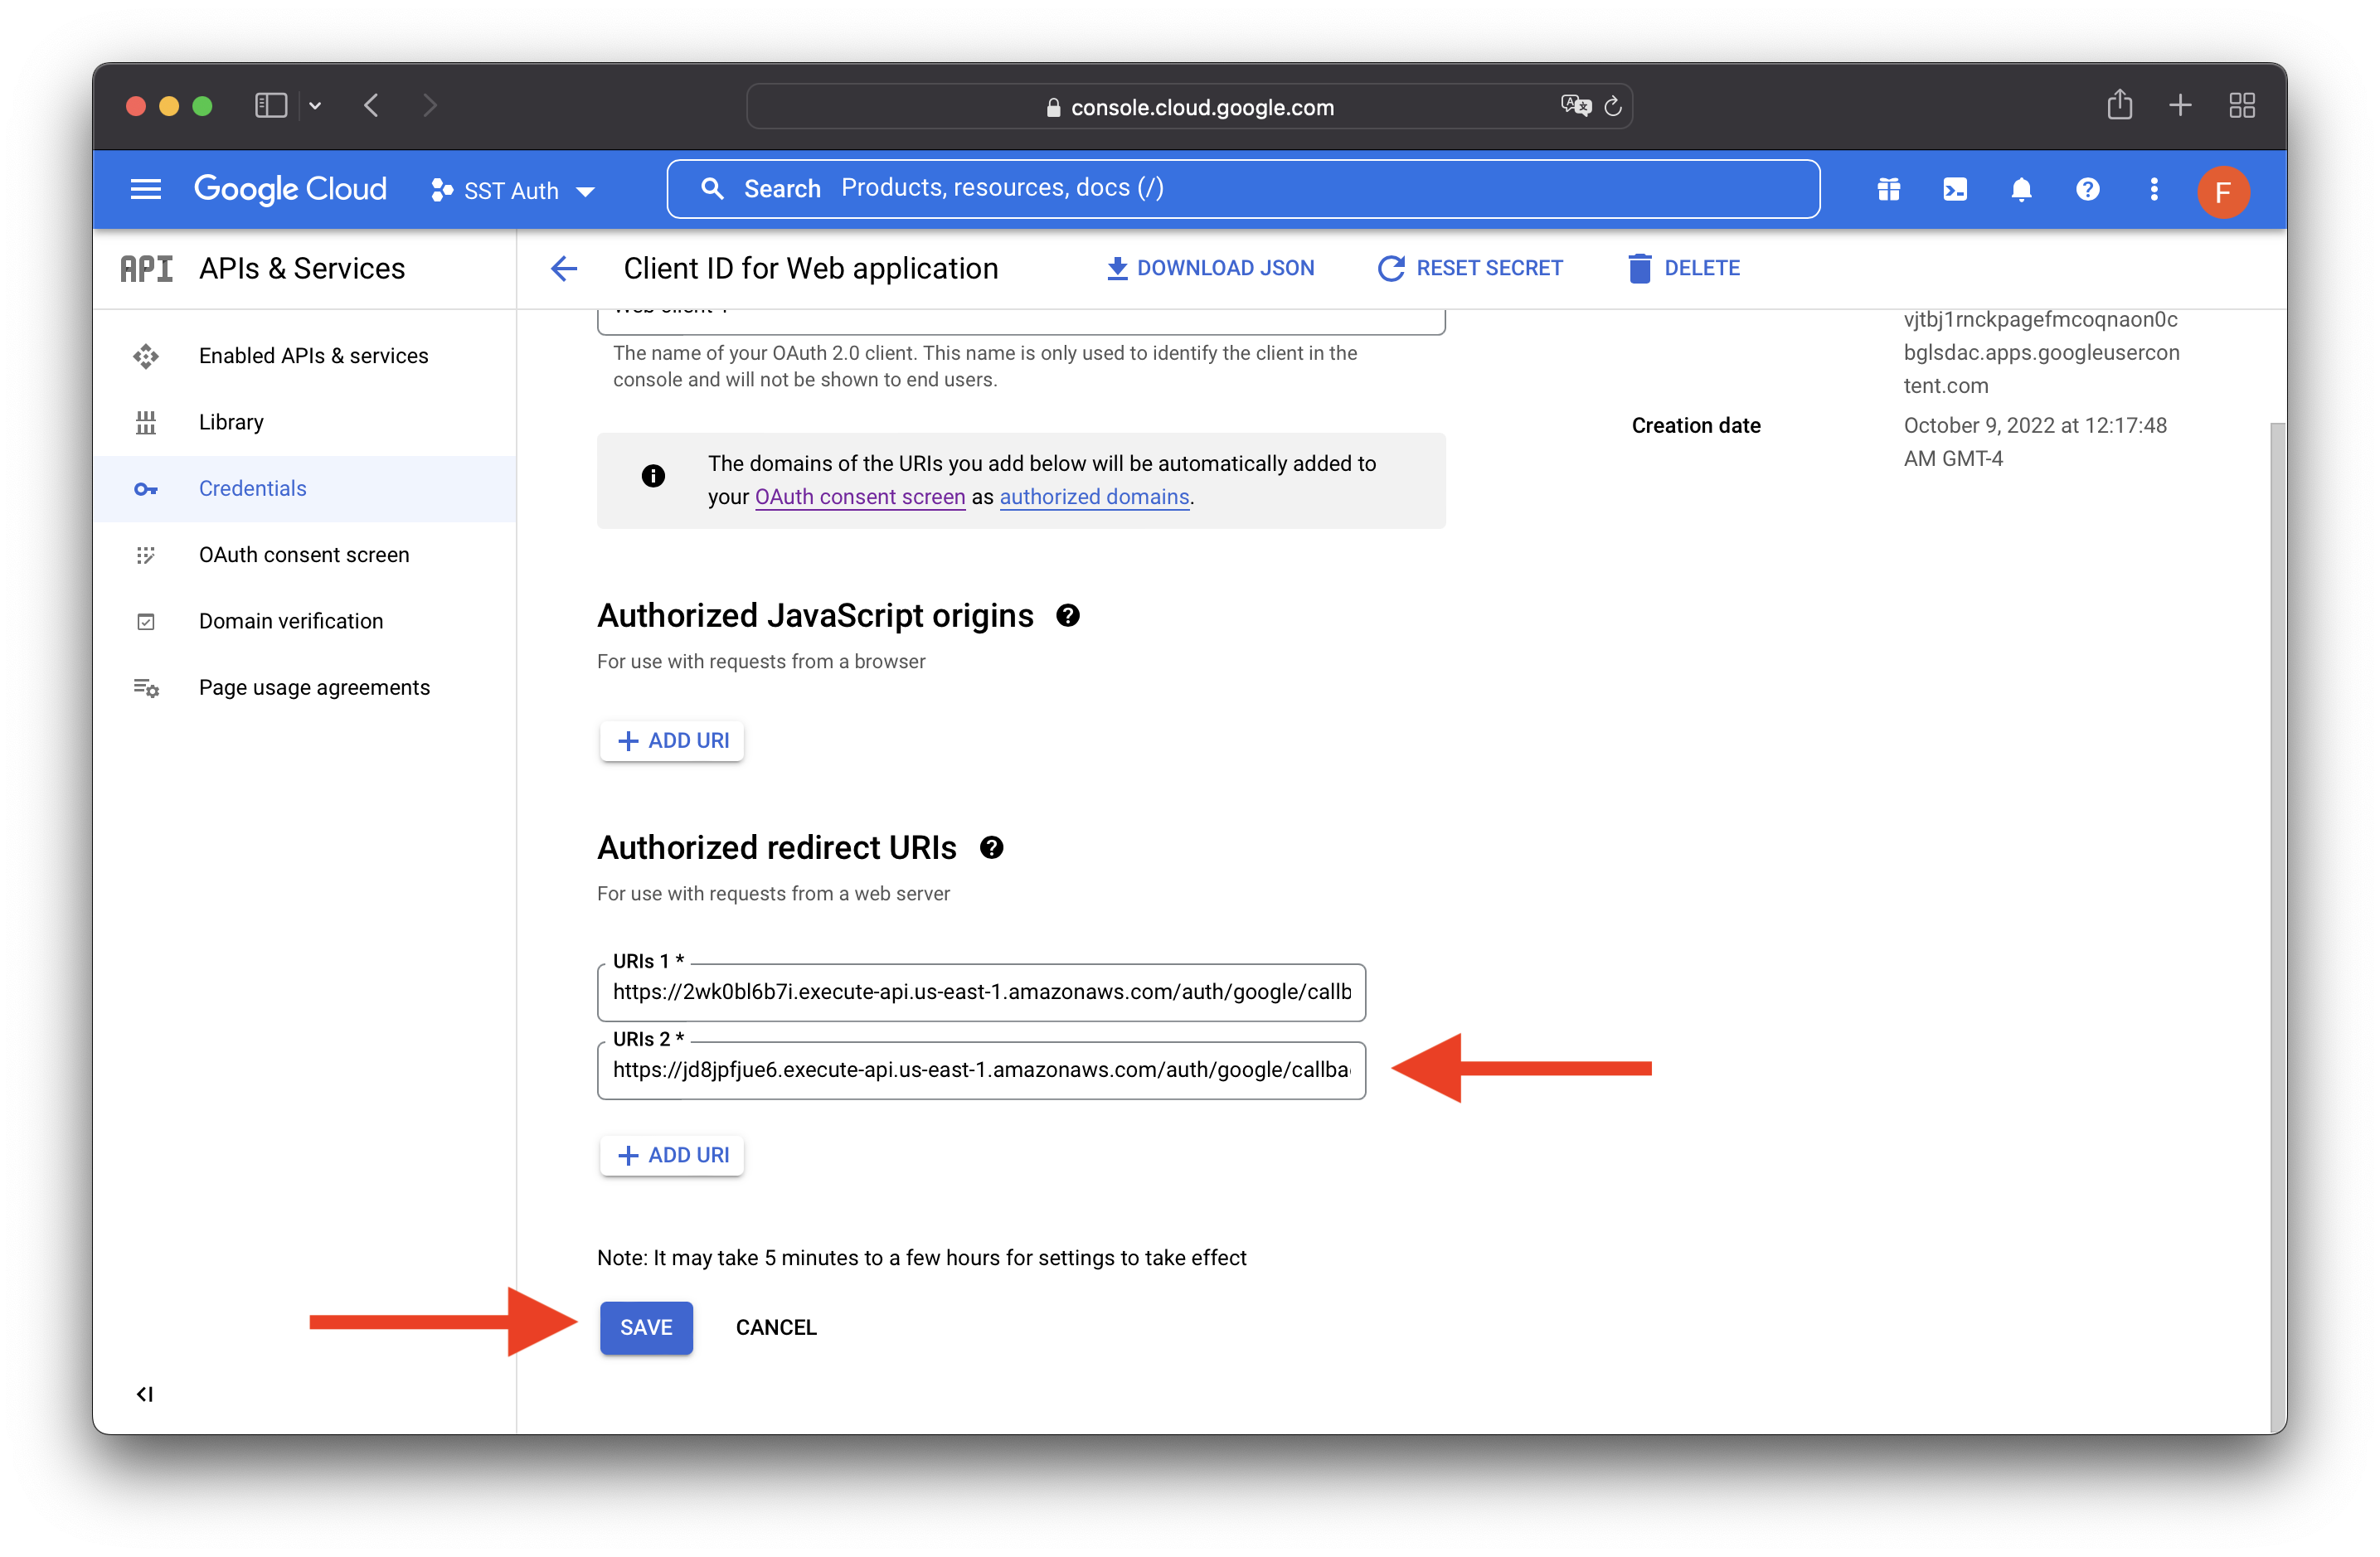 console.cloud.google.com
Google Cloud
SST Auth
Search Products, resources, docs (/)
F
API APIs & Services
Client ID for Web application
DOWNLOAD JSON
RESET SECRET
DELETE
Enabled APIs & services
Library
Credentials
OAuth consent screen
Domain verification
Page usage agreements
The name of your OAuth 2.0 client. This name is only used to identify the client in the
console and will not be shown to end users.
The domains of the URIs you add below will be automatically added to
your OAuth consent screen as authorized domains.
Authorized JavaScript origins
For use with requests from a browser
+ ADD URI
Authorized redirect URIs
For use with requests from a web server
URIs 1 *
https://2wk0bl6b7i.execute-api.us-east-1.amazonaws.com/auth/google/callb
URIs 2 *
https://jd8jpfjue6.execute-api.us-east-1.amazonaws.com/auth/google/callba
+ ADD URI
Note: It may take 5 minutes to a few hours for settings to take effect
SAVE
CANCEL
vjtbj1rnckpagefmcoqnaon0c
bglsdac.apps.googleusercon
tent.com
Creation date
October 9, 2022 at 12:17:48
AM GMT-4